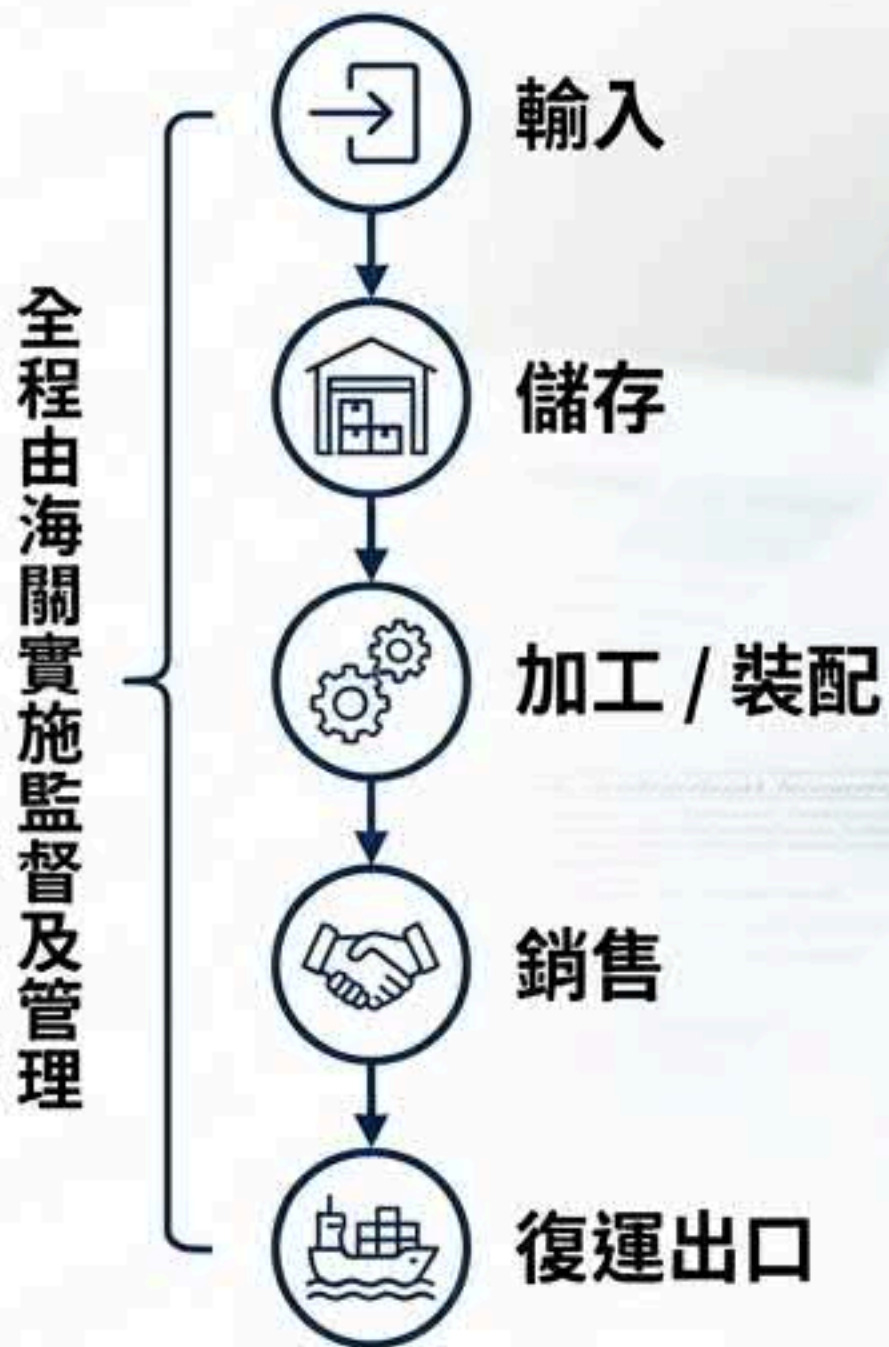 全程由海關實施監督及管理
輸入
儲存
加工 / 裝配
銷售
復運出口